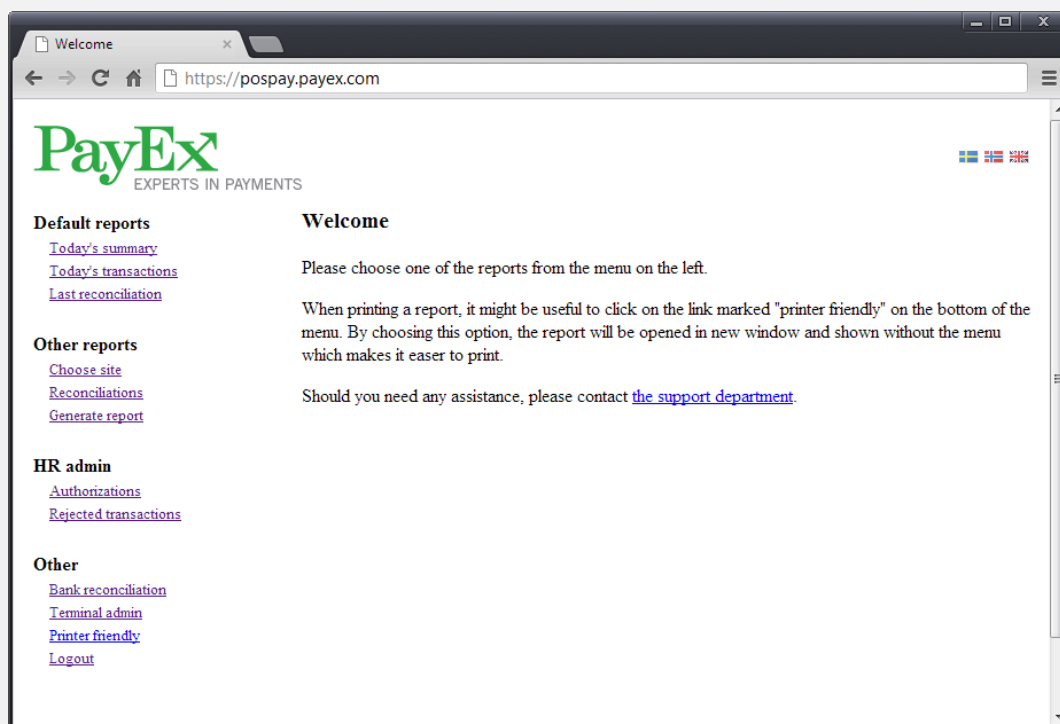 Welcome
https://pospay.payex.com
PayEx
EXPERTS IN PAYMENTS
Default reports
Today's summary
Today's transactions
Last reconciliation
Other reports
Choose site
Reconciliations
Generate report
HR admin
Authorizations
Rejected transactions
Other
Bank reconciliation
Terminal admin
Printer friendly
Logout
Welcome
Please choose one of the reports from the menu on the left.
When printing a report, it might be useful to click on the link marked "printer friendly" on the bottom of the
menu. By choosing this option, the report will be opened in new window and shown without the menu
which makes it easer to print.
Should you need any assistance, please contact the support department.